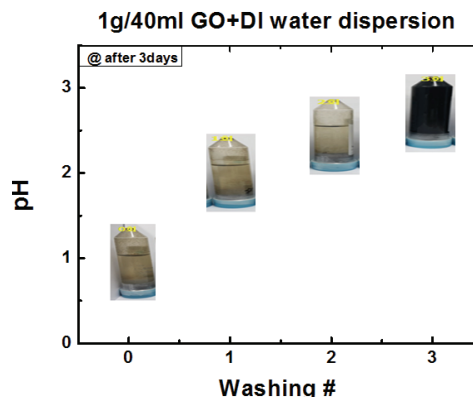 1g/40ml GO+DI water dispersion
@ after 3days
3
2
1
0
pH
0 1 2 3
Washing #